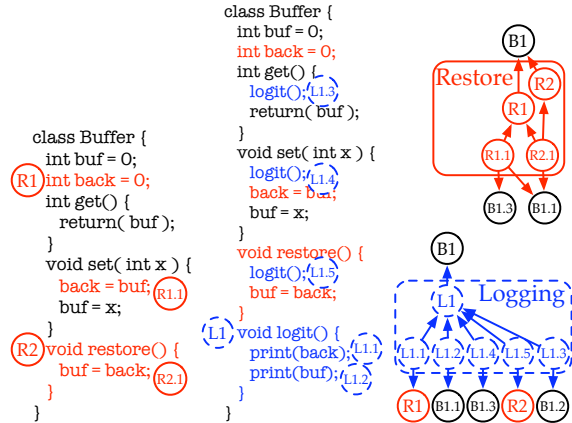 class Buffer {
int buf = 0;
R1 int back = 0;
int get() {
return( buf );
}
void set( int x ) {
back = buf; R1.1
buf = x;
}
R2 void restore() {
buf = back; R2.1
}
}
class Buffer {
int buf = 0;
int back = 0;
int get() {
logit(); L1.3
return( buf );
}
void set( int x ) {
logit(); L1.4
back = buf;
buf = x;
}
void restore() {
logit(); L1.5
buf = back;
}
L1 void logit() {
print(back); L1.1
print(buf); L1.2
}
}
B1
Restore R2
R1
R1.1 R2.1
B1.3 B1.1
B1
L1 Logging
L1.1 L1.2 L1.4 L1.5 L1.3
R1 B1.1 B1.3 R2 B1.2